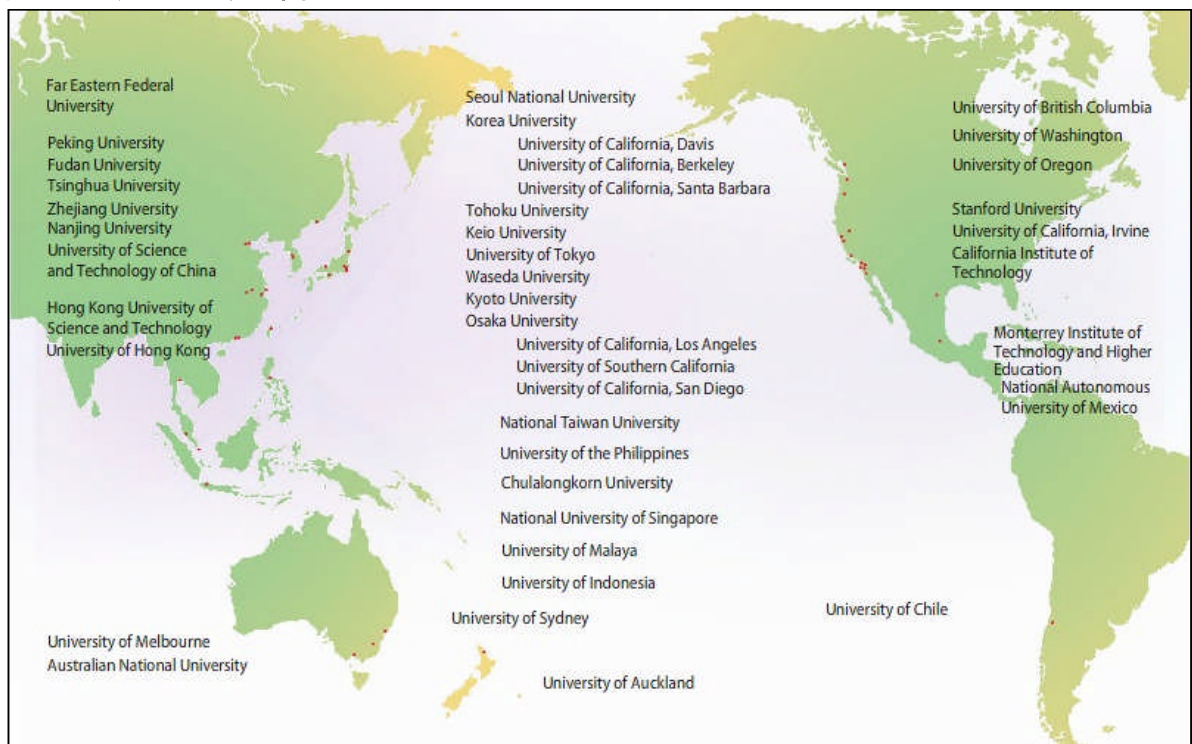 Far Eastern Federal
University
Peking University
Fudan University
Tsinghua University
Zhejiang University
Nanjing University
University of Science
and Technology of China
Hong Kong University of
Science and Technology
University of Hong Kong
University of Melbourne
Australian National University
Seoul National University
Korea University
University of California, Davis
University of California, Berkeley
University of California, Santa Barbara
Tohoku University
Keio University
University of Tokyo
Waseda University
Kyoto University
Osaka University
University of California, Los Angeles
University of Southern California
University of California, San Diego
National Taiwan University
University of the Philippines
Chulalongkorn University
National University of Singapore
University of Malaya
University of Indonesia
University of Sydney
University of Auckland
University of Chile
University of British Columbia
University of Washington
University of Oregon
Stanford University
University of California, Irvine
California Institute of
Technology
Monterrey Institute of
Technology and Higher
Education
National Autonomous
University of Mexico